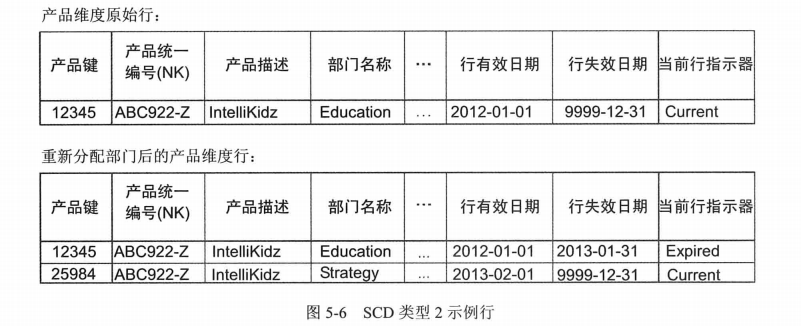 产品维度原始行：
产品键 产品统一编号(NK) 产品描述 部门名称 … 行有效日期 行失效日期 当前行指示器
12345 ABC922-Z IntelliKidz Education … 2012-01-01 9999-12-31 Current
重新分配部门后的产品维度行：
产品键 产品统一编号(NK) 产品描述 部门名称 … 行有效日期 行失效日期 当前行指示器
12345 ABC922-Z IntelliKidz Education … 2012-01-01 2013-01-31 Expired
25984 ABC922-Z IntelliKidz Strategy … 2013-02-01 9999-12-31 Current
图 5-6 SCD 类型 2 示例行